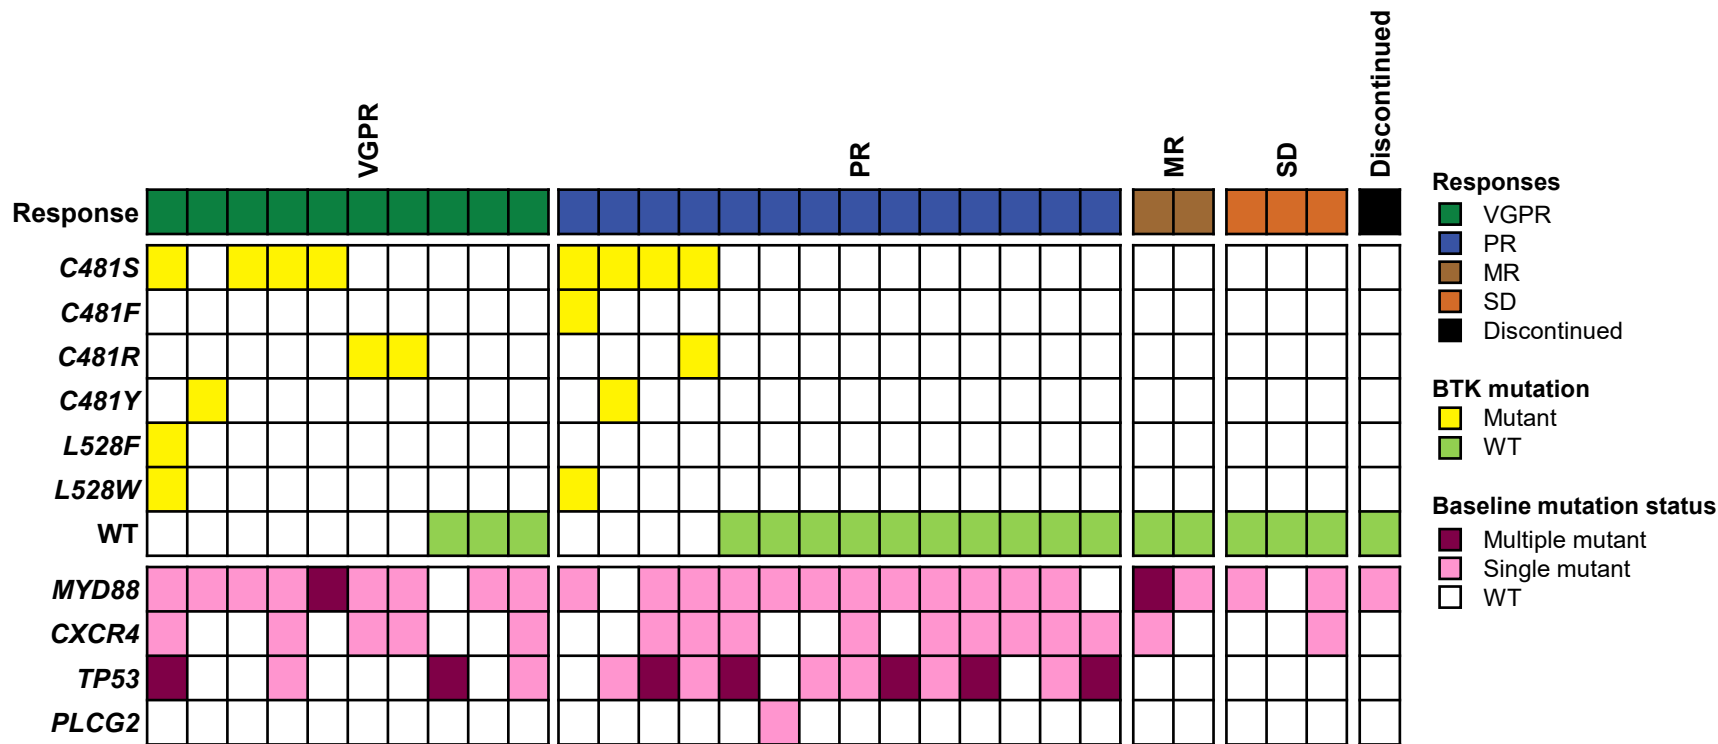 VGPR
PR
MR
SD
Discontinued
Response
C481S
C481F
C481R
C481Y
L528F
L528W
WT
MYD88
CXCR4
TP53
PLCG2
Responses
VGPR
PR
MR
SD
Discontinued
BTK mutation
Mutant
WT
Baseline mutation status
Multiple mutant
Single mutant
WT